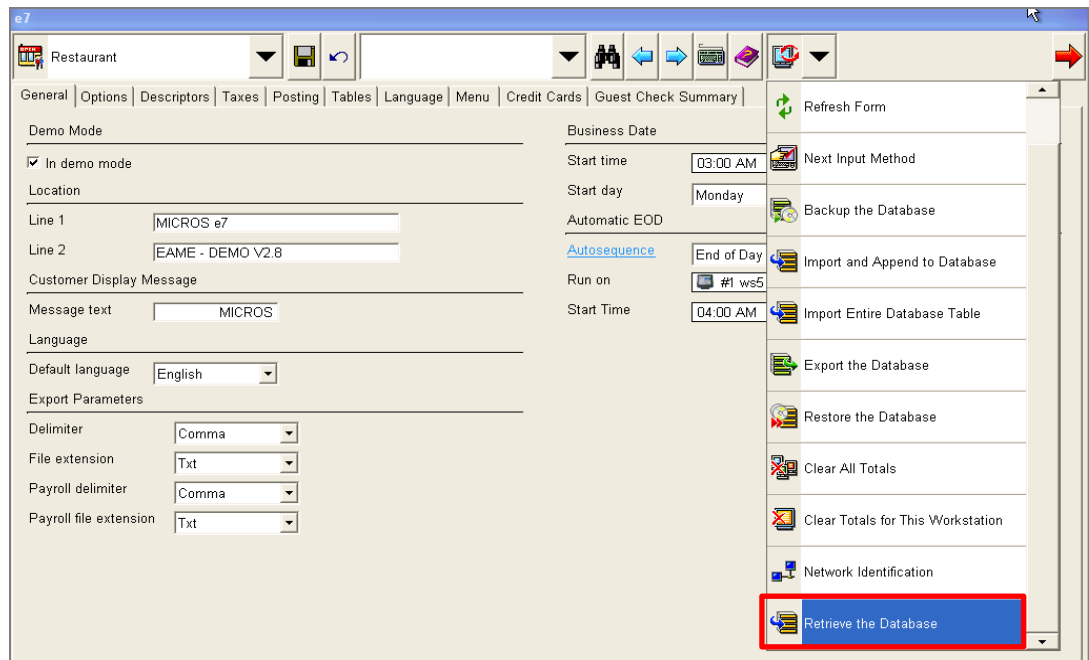 e7
Restaurant
General Options Descriptors Taxes Posting Tables Language Menu Credit Cards Guest Check Summary
Demo Mode
In demo mode
Location
Line 1 MICROS e7
Line 2 EAME - DEMO V2.8
Customer Display Message
Message text MICROS
Language
Default language English
Export Parameters
Delimiter Comma
File extension Txt
Payroll delimiter Comma
Payroll file extension Txt
Business Date
Start time 03:00 AM
Start day Monday
Automatic EOD
Autosequence End of Day
Run on #1 ws5
Start Time 04:00 AM
Refresh Form
Next Input Method
Backup the Database
Import and Append to Database
Import Entire Database Table
Export the Database
Restore the Database
Clear All Totals
Clear Totals for This Workstation
Network Identification
Retrieve the Database